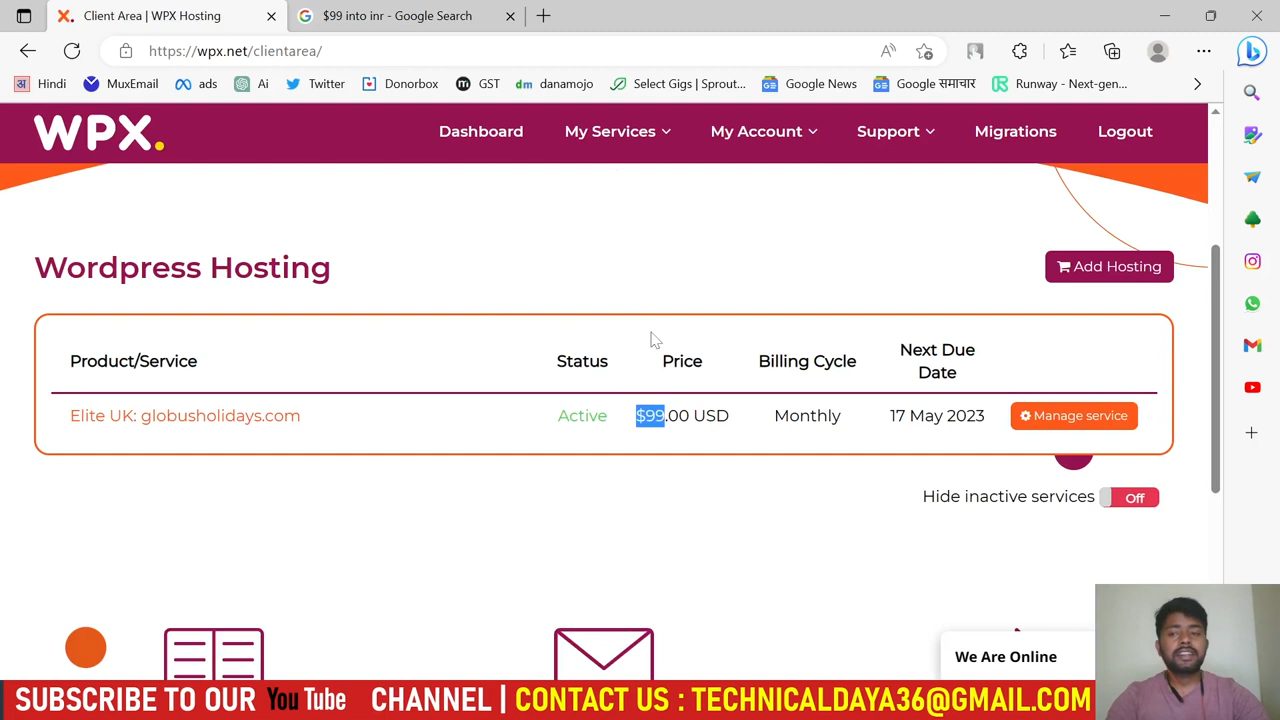 Client Area | WPX Hosting
$99 into inr - Google Search
https://wpx.net/clientarea/
अ Hindi
MuxEmail
ads
Ai
Twitter
Donorbox
m GST
dm danamojo
Select Gigs | Sprout...
Google News
Google समाचार
Runway - Next-gen...
WPX.
Dashboard
My Services
My Account
Support
Migrations
Logout
Wordpress Hosting
Add Hosting
Product/Service
Status
Price
Billing Cycle
Next Due
Date
Elite UK: globusholidays.com
Active
$99.00 USD
Monthly
17 May 2023
Manage service
Hide inactive services
Off
We Are Online
SUBSCRIBE TO OUR You Tube CHANNEL | CONTACT US : TECHNICALDAYA36@GMAIL.COM